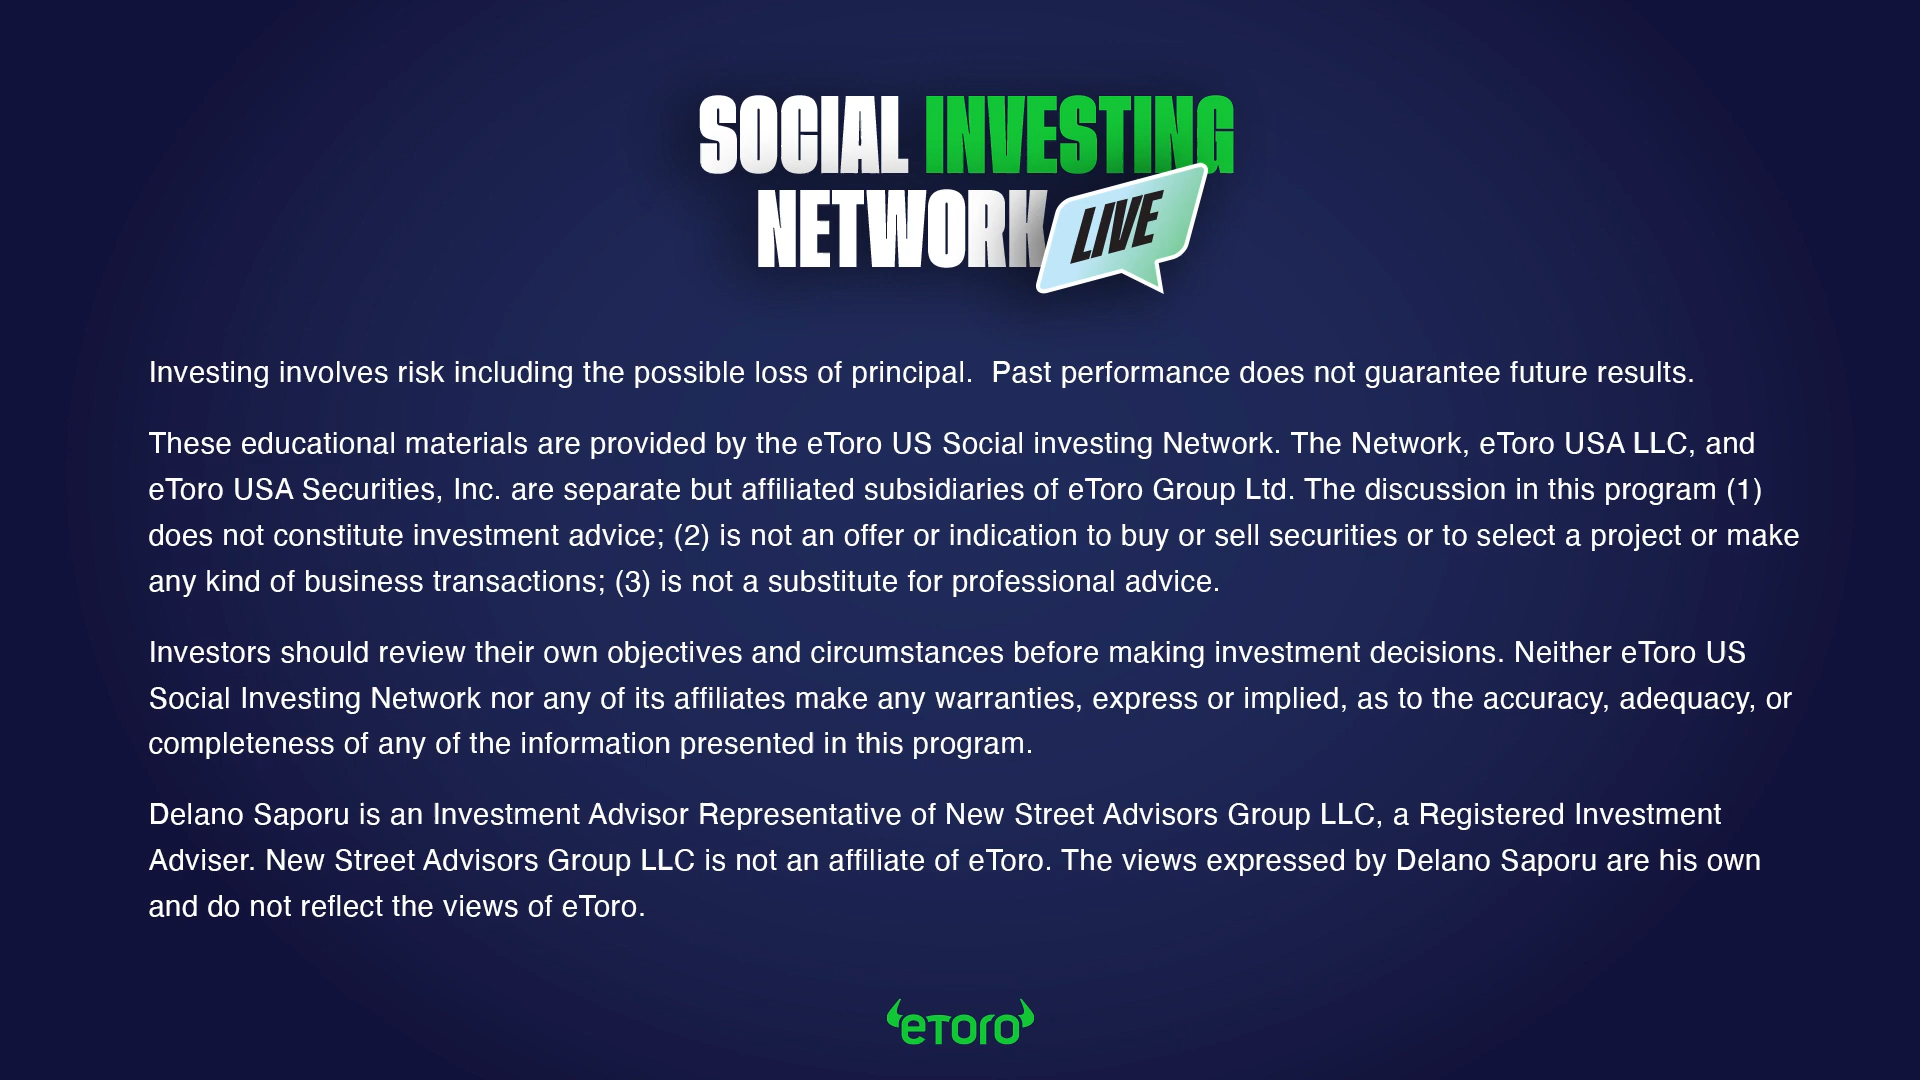 SOCIAL INVESTING
NETWORK LIVE
Investing involves risk including the possible loss of principal.  Past performance does not guarantee future results.
These educational materials are provided by the eToro US Social investing Network. The Network, eToro USA LLC, and
eToro USA Securities, Inc. are separate but affiliated subsidiaries of eToro Group Ltd. The discussion in this program (1)
does not constitute investment advice; (2) is not an offer or indication to buy or sell securities or to select a project or make
any kind of business transactions; (3) is not a substitute for professional advice.
Investors should review their own objectives and circumstances before making investment decisions. Neither eToro US
Social Investing Network nor any of its affiliates make any warranties, express or implied, as to the accuracy, adequacy, or
completeness of any of the information presented in this program.
Delano Saporu is an Investment Advisor Representative of New Street Advisors Group LLC, a Registered Investment
Adviser. New Street Advisors Group LLC is not an affiliate of eToro. The views expressed by Delano Saporu are his own
and do not reflect the views of eToro.
eToro